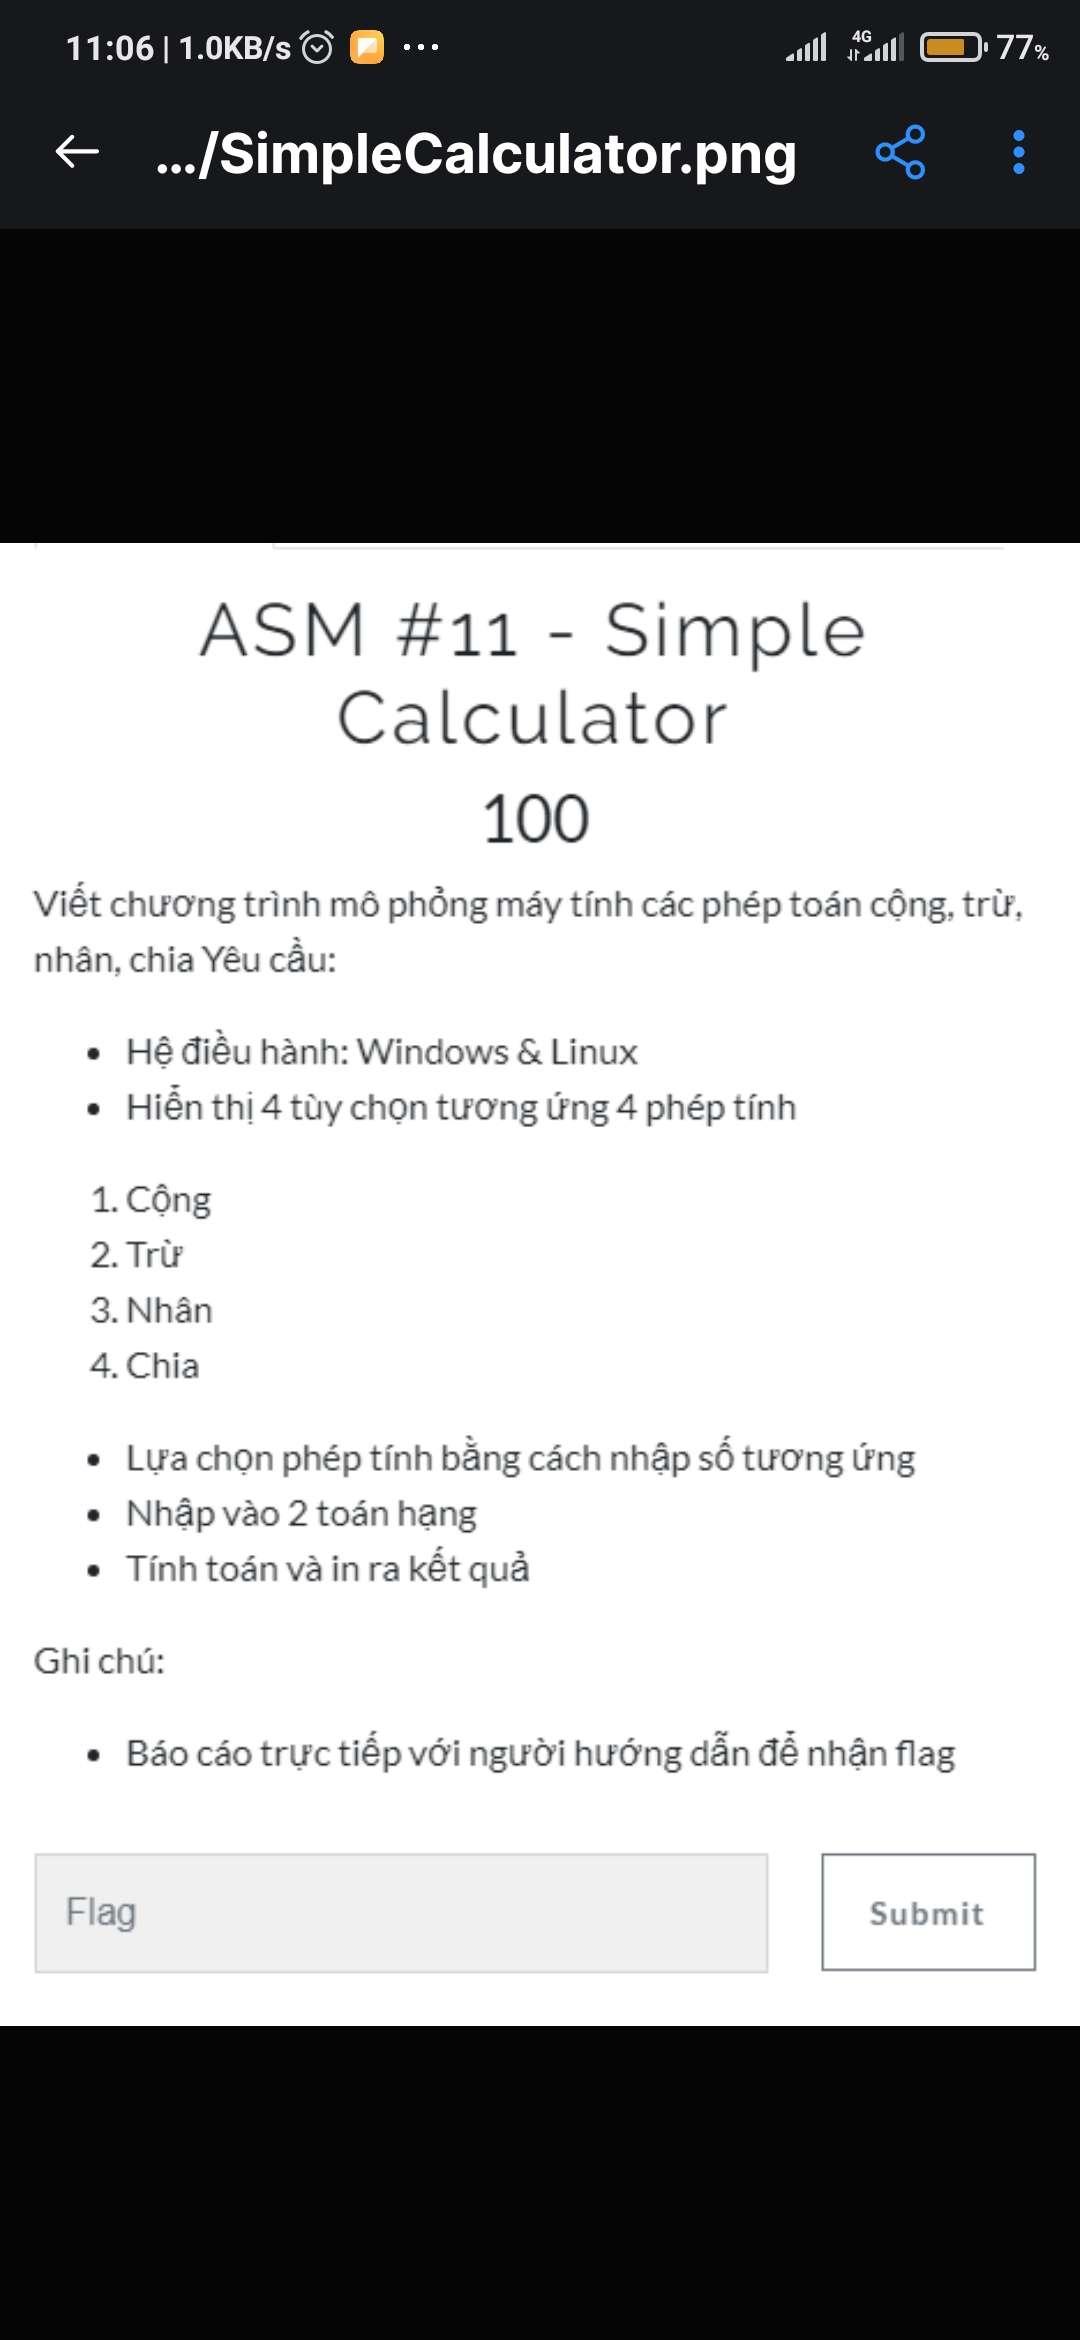 11:06 | 1.0KB/s ... 4G 77%
.../SimpleCalculator.png
ASM #11 - Simple
Calculator
100
Viết chương trình mô phỏng máy tính các phép toán cộng, trừ,
nhân, chia Yêu cầu:
• Hệ điều hành: Windows & Linux
• Hiển thị 4 tùy chọn tương ứng 4 phép tính
1. Cộng
2. Trừ
3. Nhân
4. Chia
• Lựa chọn phép tính bằng cách nhập số tương ứng
• Nhập vào 2 toán hạng
• Tính toán và in ra kết quả
Ghi chú:
• Báo cáo trực tiếp với người hướng dẫn để nhận flag
Flag Submit